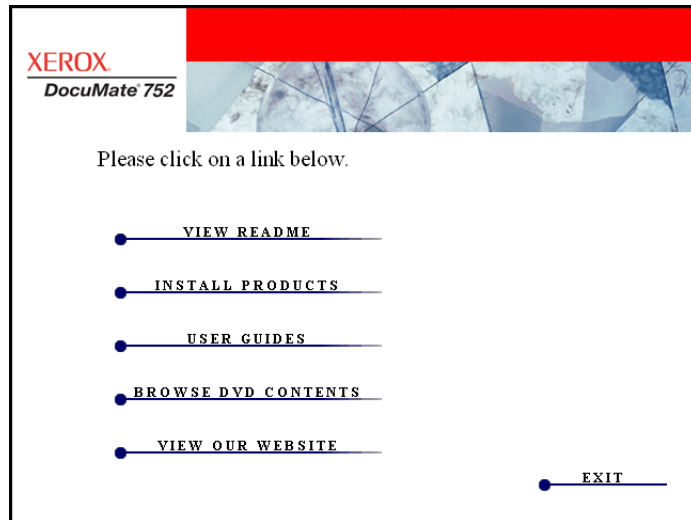 XEROX.
DocuMate® 752
Please click on a link below.
VIEW README
INSTALL PRODUCTS
USER GUIDES
BROWSE DVD CONTENTS
VIEW OUR WEBSITE
EXIT